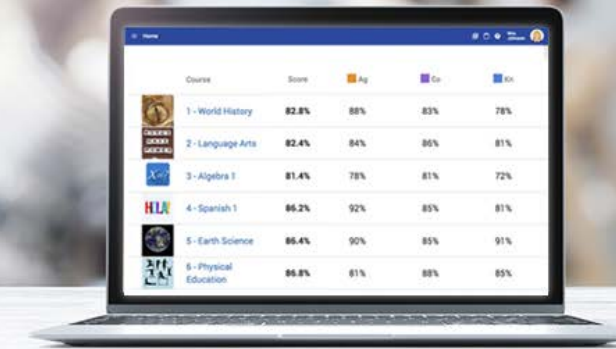 Home
Course Score Ag Co Kn
1 - World History 82.8% 88% 83% 78%
2 - Language Arts 82.4% 84% 86% 81%
3 - Algebra 1 81.4% 78% 81% 72%
HOLA!
4 - Spanish 1 86.2% 92% 85% 81%
5 - Earth Science 86.4% 90% 85% 91%
6 - Physical
Education 86.8% 81% 88% 85%